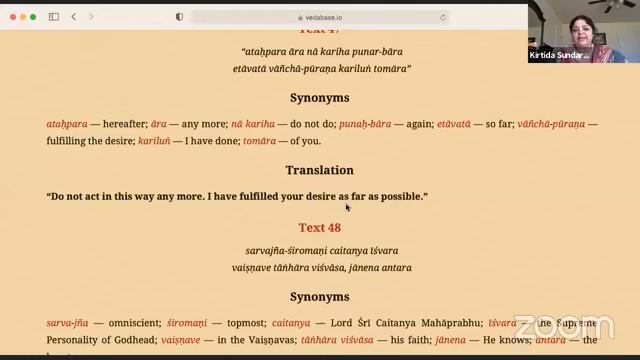 vedabase.io
Kirtida Sundar...
Text 47
“ataḥpara āra nā kariha punar-bāra
etāvatā vāñchā-pūraṇa kariluṅ tomāra”
Synonyms
ataḥpara — hereafter; āra — any more; nā kariha — do not do; punaḥ-bāra — again; etāvatā — so far; vāñchā-pūraṇa —
fulfilling the desire; kariluṅ — I have done; tomāra — of you.
Translation
“Do not act in this way any more. I have fulfilled your desire as far as possible.”
Text 48
sarvajña-śiromaṇi caitanya īśvara
vaiṣṇave tāṅhāra viśvāsa, jānena antara
Synonyms
sarva-jña — omniscient; śiromaṇi — topmost; caitanya — Lord Śrī Caitanya Mahāprabhu; īśvara — the Supreme
Personality of Godhead; vaiṣṇave — in the Vaiṣṇavas; tāṅhāra viśvāsa — his faith; jānena — He knows; antara — the
zoom